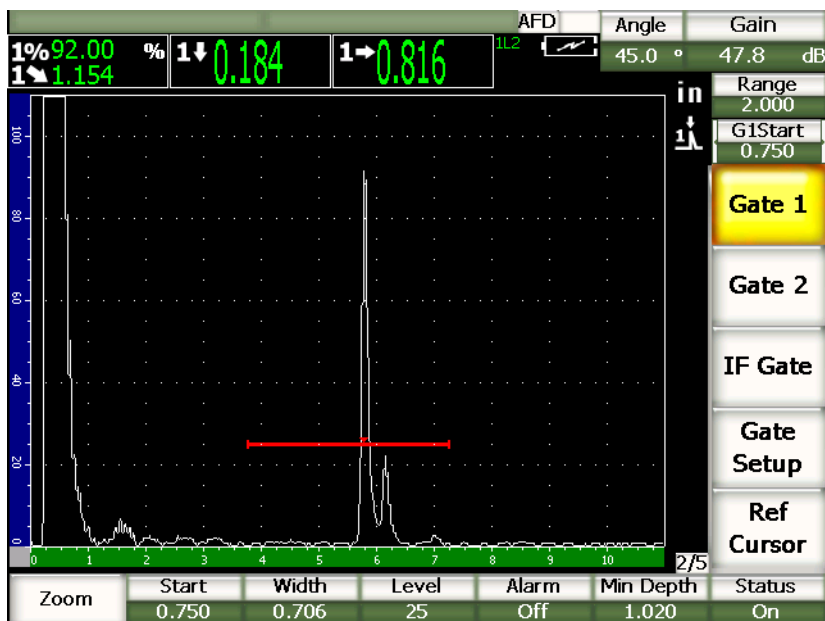 AFD
Angle
Gain
1% 92.00 %
1 1.154
1 0.184
1 0.816
1L2
45.0 °
47.8 dB
in
Range
2.000
1
G1Start
0.750
100
80
60
40
20
0
Gate 1
Gate 2
IF Gate
Gate Setup
Ref Cursor
0 1 2 3 4 5 6 7 8 9 10
2/5
Zoom
Start
Width
Level
Alarm
Min Depth
Status
0.750
0.706
25
Off
1.020
On